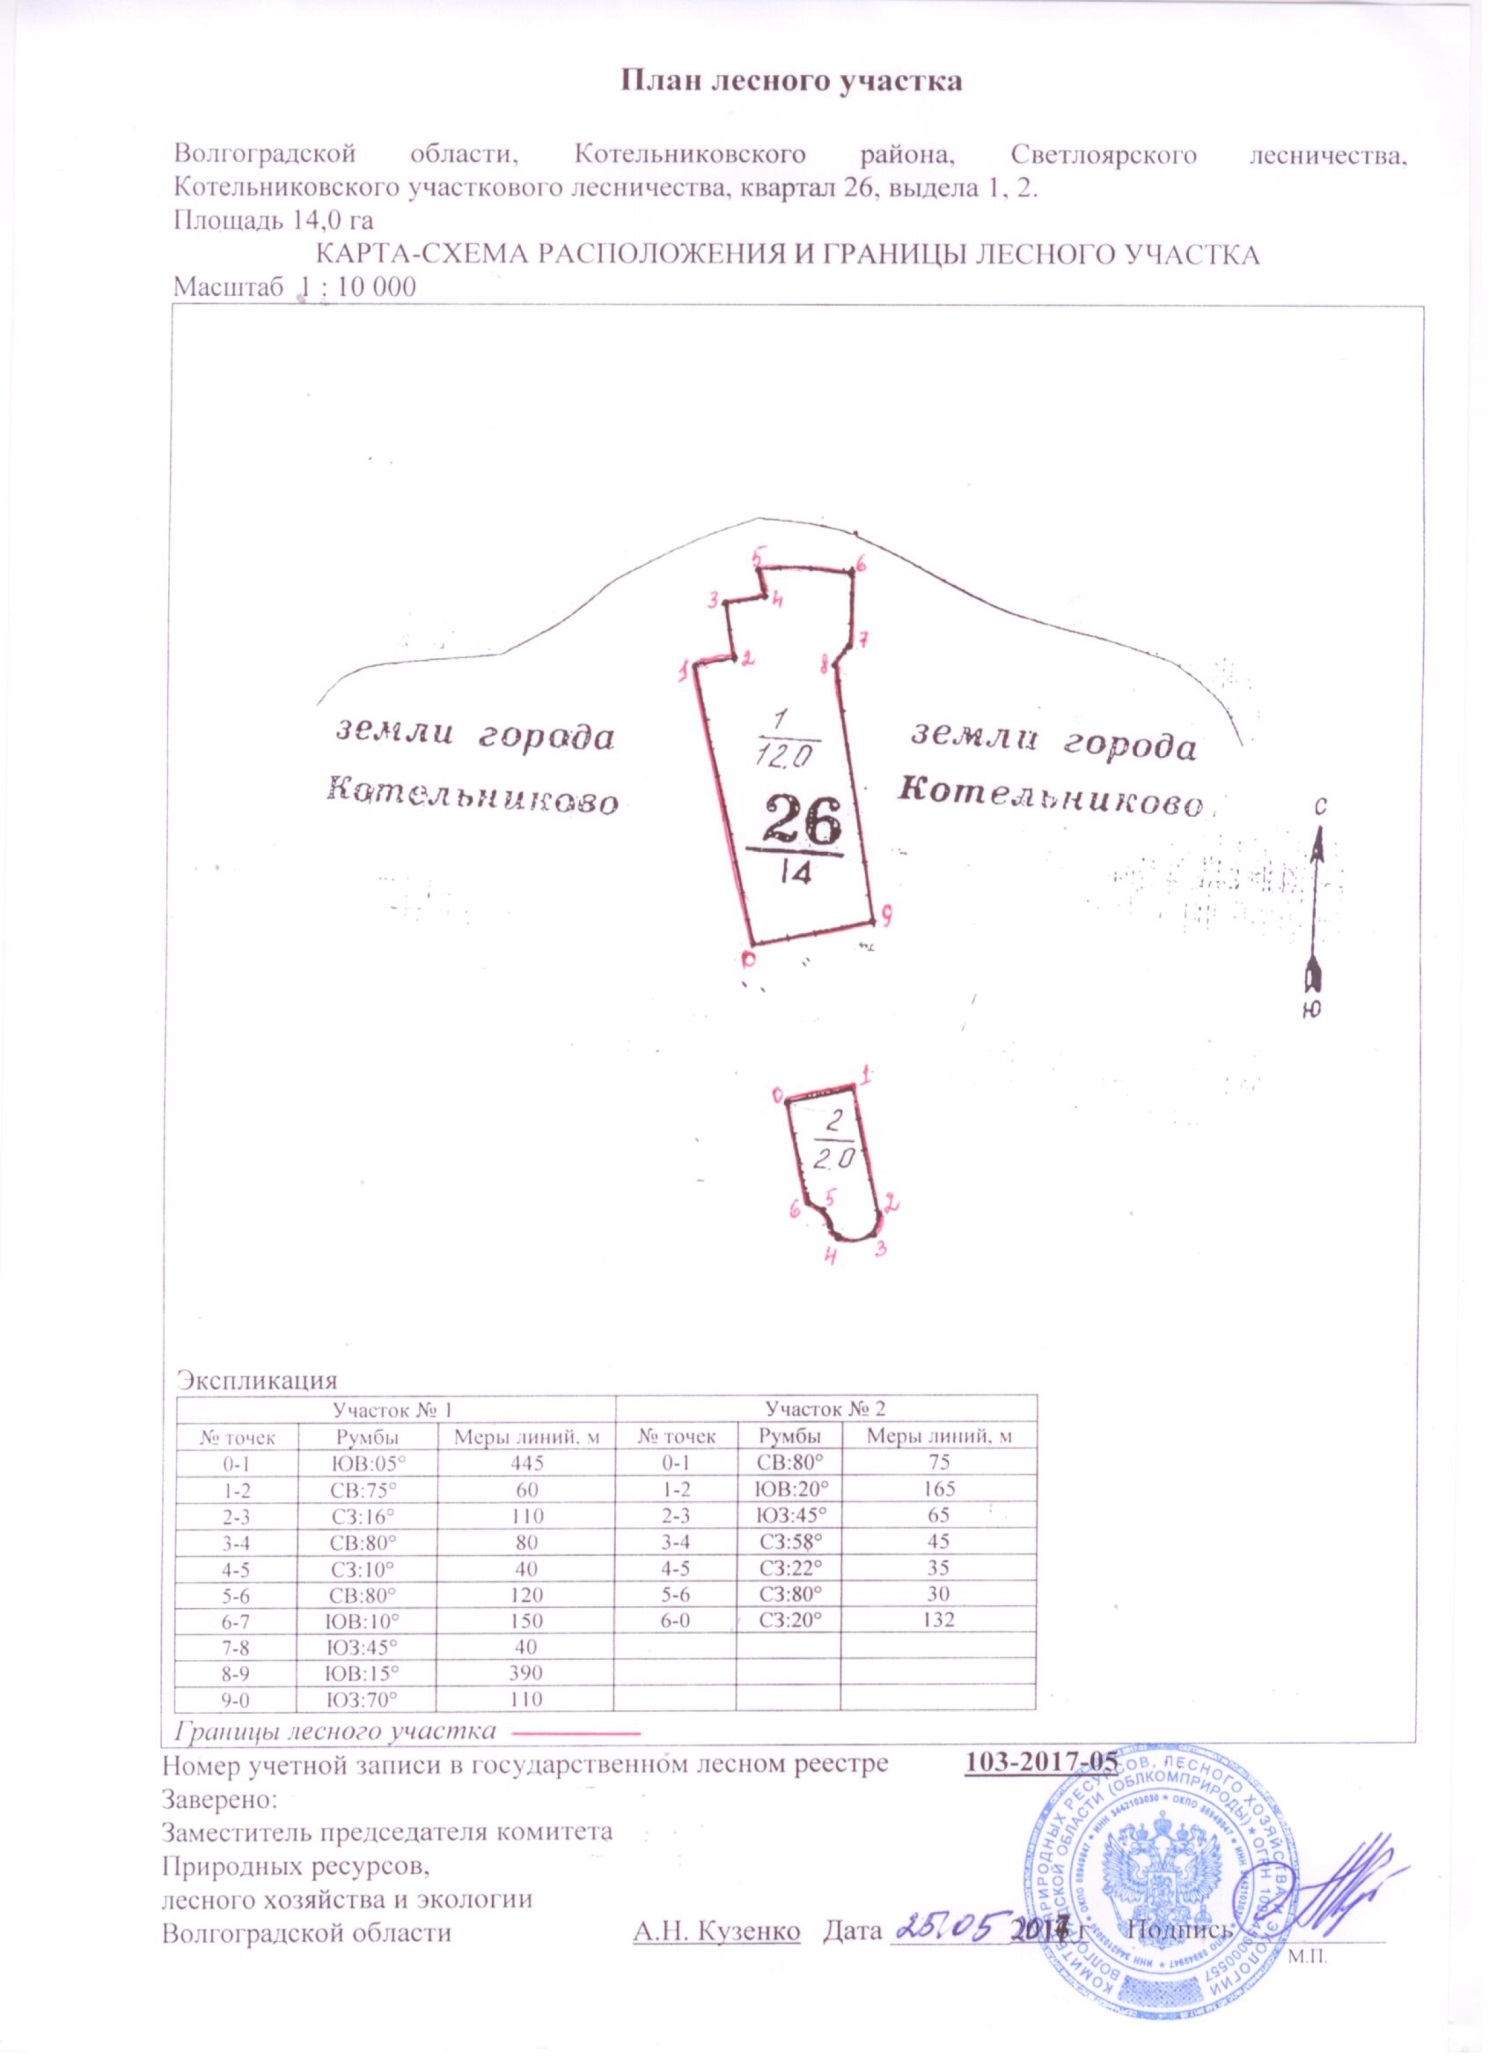 План лесного участка
Волгоградской области, Котельниковского района, Светлоярского лесничества,
Котельниковского участкового лесничества, квартал 26, выдела 1, 2.
Площадь 14,0 га
КАРТА-СХЕМА РАСПОЛОЖЕНИЯ И ГРАНИЦЫ ЛЕСНОГО УЧАСТКА
Масштаб 1 : 10 000
5 6
3 4
7
1 2 8
земли города 1 земли города
12.0
Котельниково 26 Котельниково
14
С
9
0
Ю
0 1
2
2.0
6 5 2
4 3
Экспликация
Участок № 1 Участок № 2
№ точек Румбы Меры линий, м № точек Румбы Меры линий, м
0-1 ЮВ:05° 445 0-1 СВ:80° 75
1-2 СВ:75° 60 1-2 ЮВ:20° 165
2-3 СЗ:16° 110 2-3 ЮЗ:45° 65
3-4 СВ:80° 80 3-4 СЗ:58° 45
4-5 СЗ:10° 40 4-5 СЗ:22° 35
5-6 СВ:80° 120 5-6 СЗ:80° 30
6-7 ЮВ:10° 150 6-0 СЗ:20° 132
7-8 ЮЗ:45° 40
8-9 ЮВ:15° 390
9-0 ЮЗ:70° 110
Границы лесного участка
Номер учетной записи в государственном лесном реестре 103-2017-05
Заверено:
Заместитель председателя комитета
Природных ресурсов,
лесного хозяйства и экологии
Волгоградской области А.Н. Кузенко Дата 25.05 2017 г Подпись
М.П.
КОМИТЕТ ПРИРОДНЫХ РЕСУРСОВ, ЛЕСНОГО ХОЗЯЙСТВА И ЭКОЛОГИИ
ВОЛГОГРАДСКОЙ ОБЛАСТИ (ОБЛКОМПРИРОДЫ)